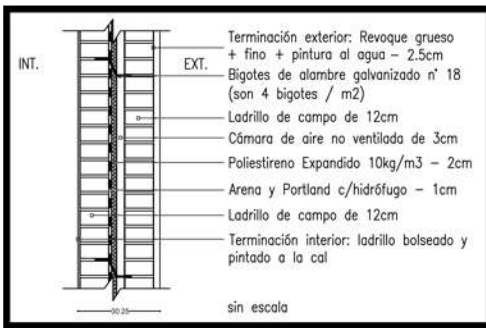 INT.
EXT.
Terminación exterior: Revoque grueso
+ fino + pintura al agua – 2.5cm
Bigotes de alambre galvanizado n° 18
(son 4 bigotes / m2)
Ladrillo de campo de 12cm
Cámara de aire no ventilada de 3cm
Poliestireno Expandido 10kg/m3 – 2cm
Arena y Portland c/hidrófugo – 1cm
Ladrillo de campo de 12cm
Terminación interior: ladrillo bolseado y
pintado a la cal
00.25
sin escala